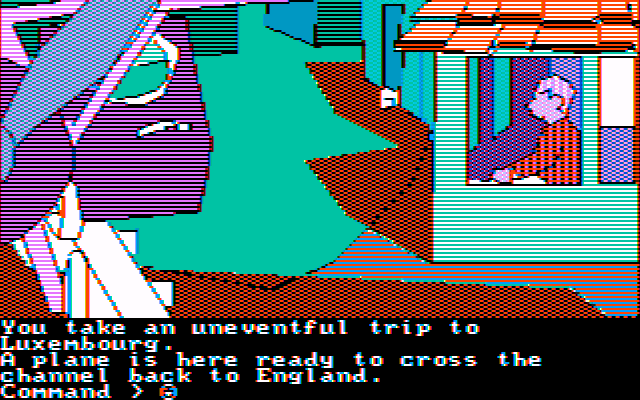 You take an uneventful trip to
Luxembourg.
A plane is here ready to cross the
channel back to England.
Command >